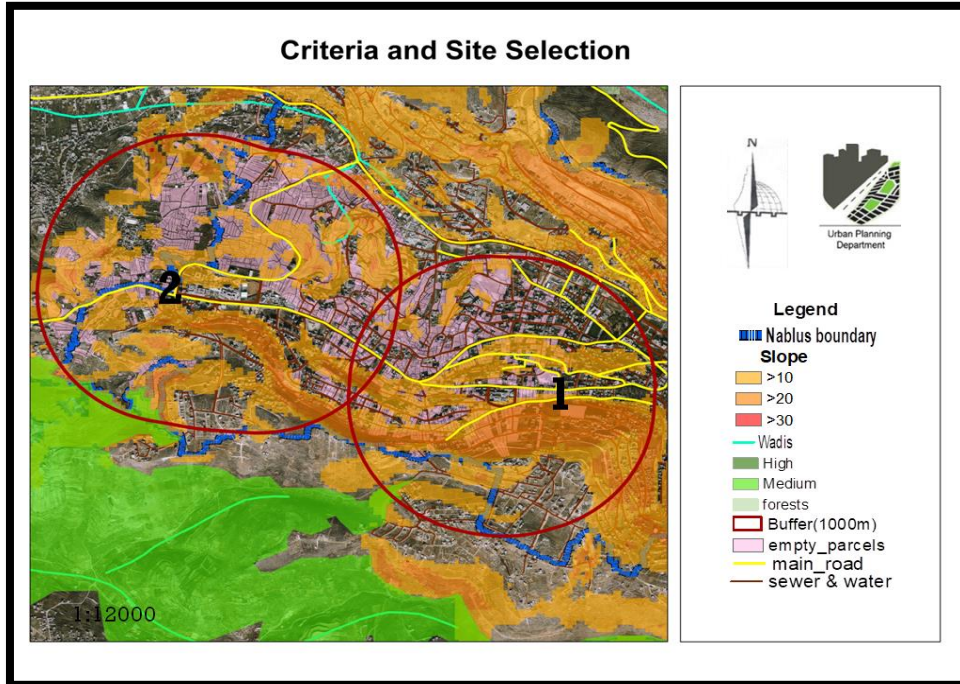 Criteria and Site Selection
N
Urban Planning
Department
2
1
1:12000
Legend
Nablus boundary
Slope
>10
>20
>30
Wadis
High
Medium
forests
Buffer(1000m)
empty_parcels
main_road
sewer & water